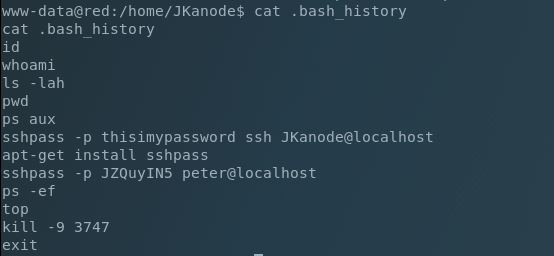 www-data@red:/home/JKanode$ cat .bash_history
cat .bash_history
id
whoami
ls -lah
pwd
ps aux
sshpass -p thisimypassword ssh JKanode@localhost
apt-get install sshpass
sshpass -p JZQuyIN5 peter@localhost
ps -ef
top
kill -9 3747
exit